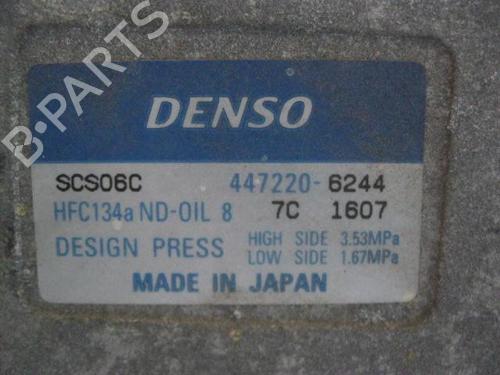 B-PARTS
DENSO
SCS06C 447220-6244
HFC134a ND-OIL 8 7C 1607
DESIGN PRESS HIGH SIDE 3.53MPa
LOW SIDE 1.67MPa
MADE IN JAPAN